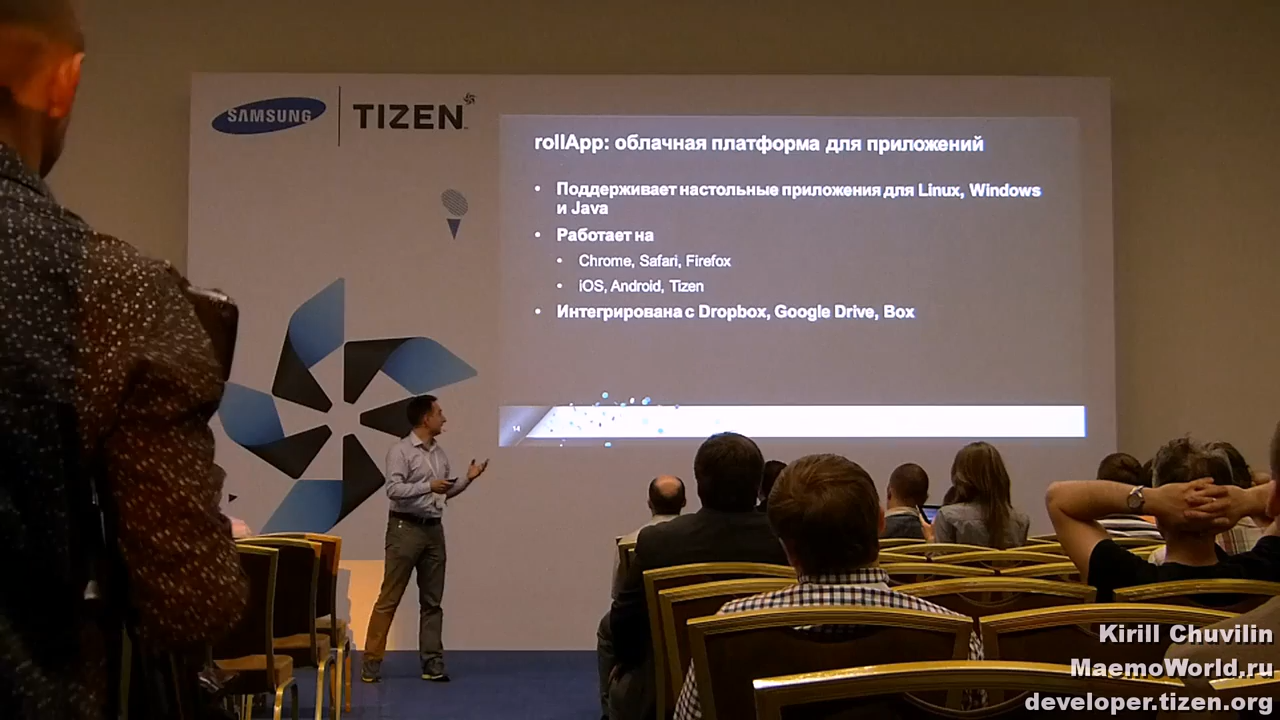 SAMSUNG
TIZEN
rollApp: облачная платформа для приложений
• Поддерживает настольные приложения для Linux, Windows
и Java
• Работает на
• Chrome, Safari, Firefox
• iOS, Android, Tizen
• Интегрирована с Dropbox, Google Drive, Box
14
Kirill Chuvilin
MaemoWorld.ru
developer.tizen.org